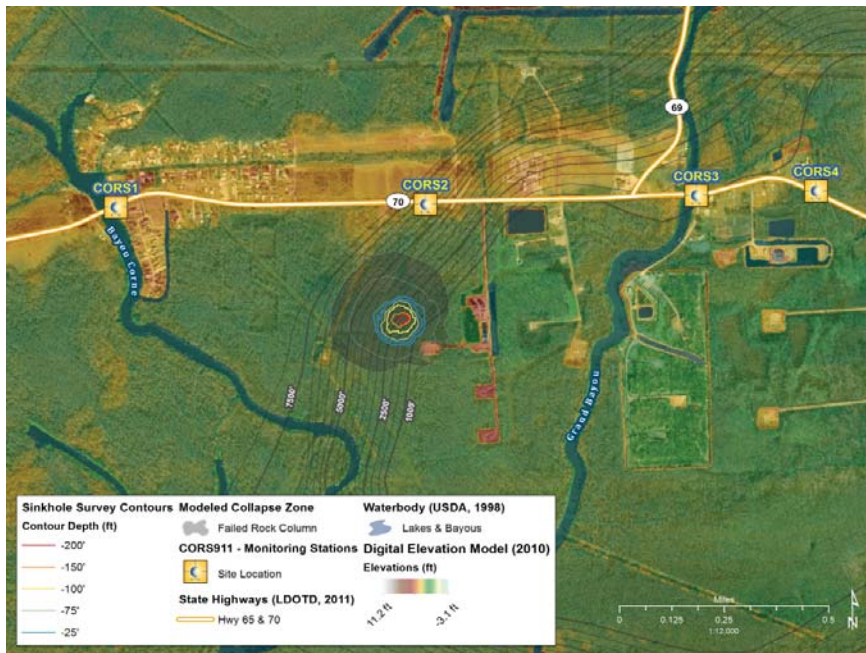 69
CORS1
CORS2
CORS3
CORS4
70
Bayou Corne
Grand Bayou
7500'
5000'
2500'
1000'
Sinkhole Survey Contours
Contour Depth (ft)
-200'
-150'
-100'
-75'
-25'
Modeled Collapse Zone
Failed Rock Column
CORS911 - Monitoring Stations
Site Location
State Highways (LDOTD, 2011)
Hwy 65 & 70
Waterbody (USDA, 1998)
Lakes & Bayous
Digital Elevation Model (2010)
Elevations (ft)
11.2 ft
-3.1 ft
Miles
0 0.125 0.25 0.5
1:12,000
N